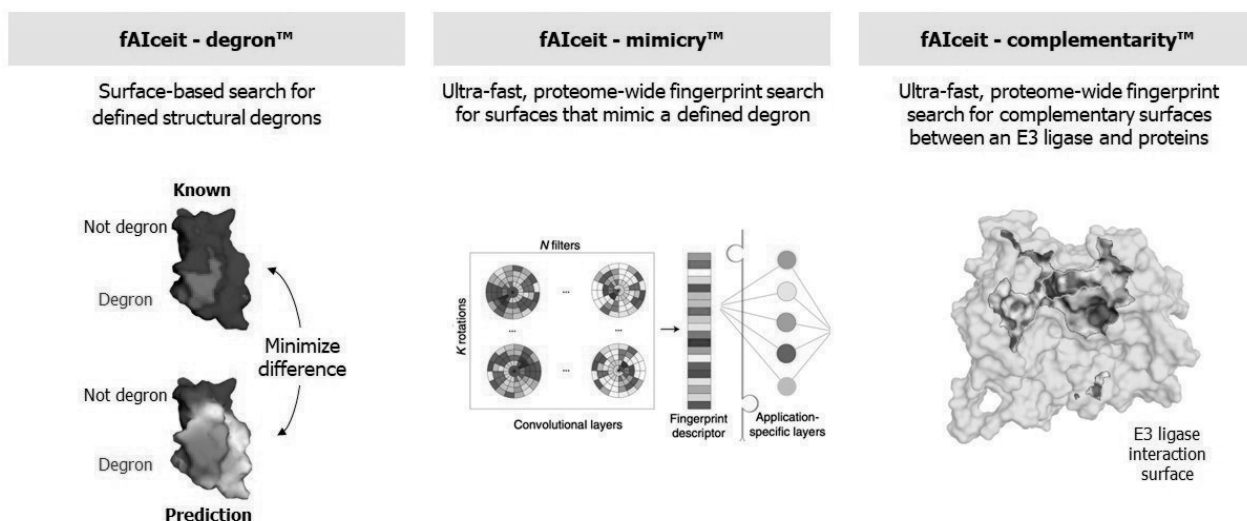 fAIceit - degron™
Surface-based search for
defined structural degrons
Known
Not degron
Degron
Minimize
difference
Not degron
Degron
Prediction
fAIceit - mimicry™
Ultra-fast, proteome-wide fingerprint search
for surfaces that mimic a defined degron
N filters
K rotations
...
...
...
...
...
...
Convolutional layers
Fingerprint
descriptor
Application-
specific layers
fAIceit - complementarity™
Ultra-fast, proteome-wide fingerprint
search for complementary surfaces
between an E3 ligase and proteins
E3 ligase
interaction
surface